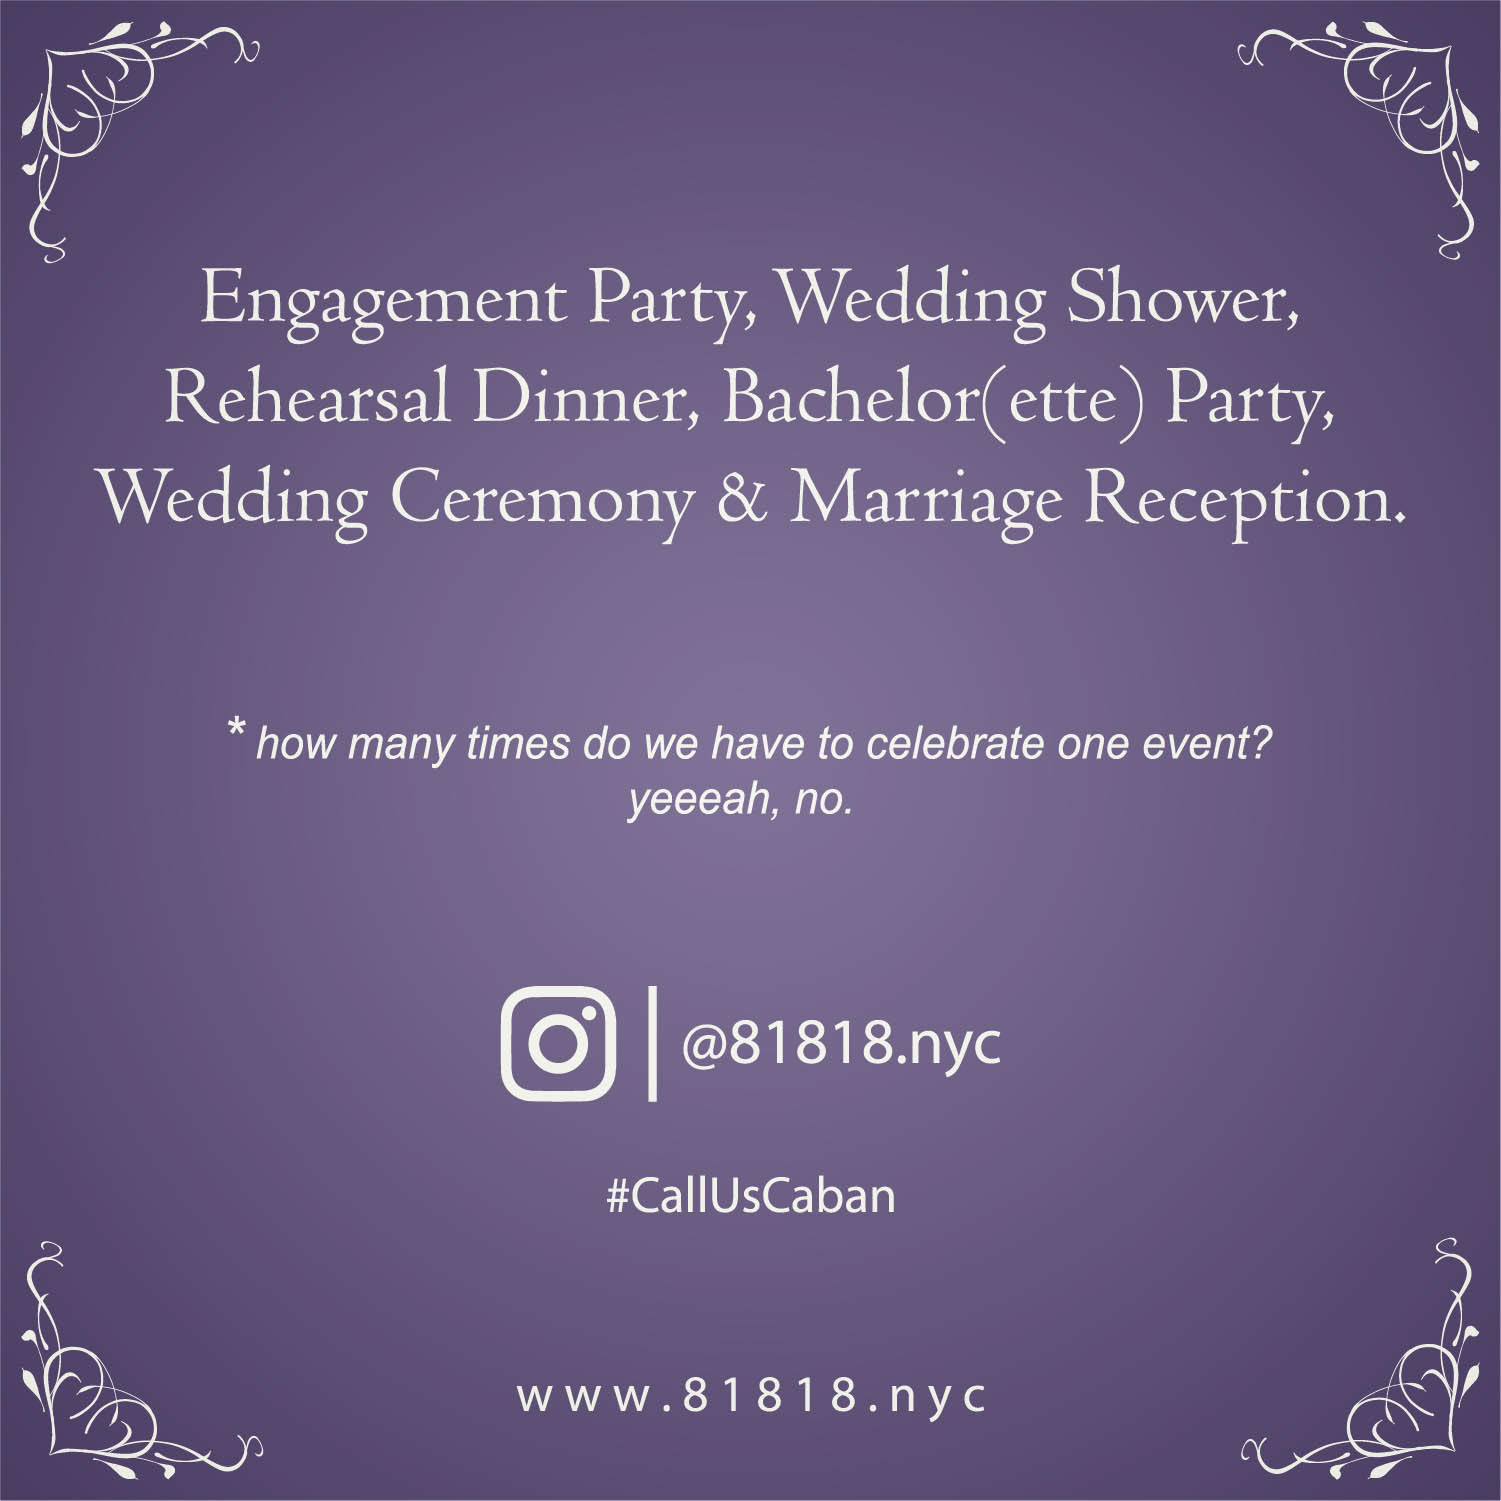 Engagement Party, Wedding Shower,
Rehearsal Dinner, Bachelor(ette) Party,
Wedding Ceremony & Marriage Reception.
* how many times do we have to celebrate one event?
yeeeah, no.
@81818.nyc
#CallUsCaban
www.81818.nyc